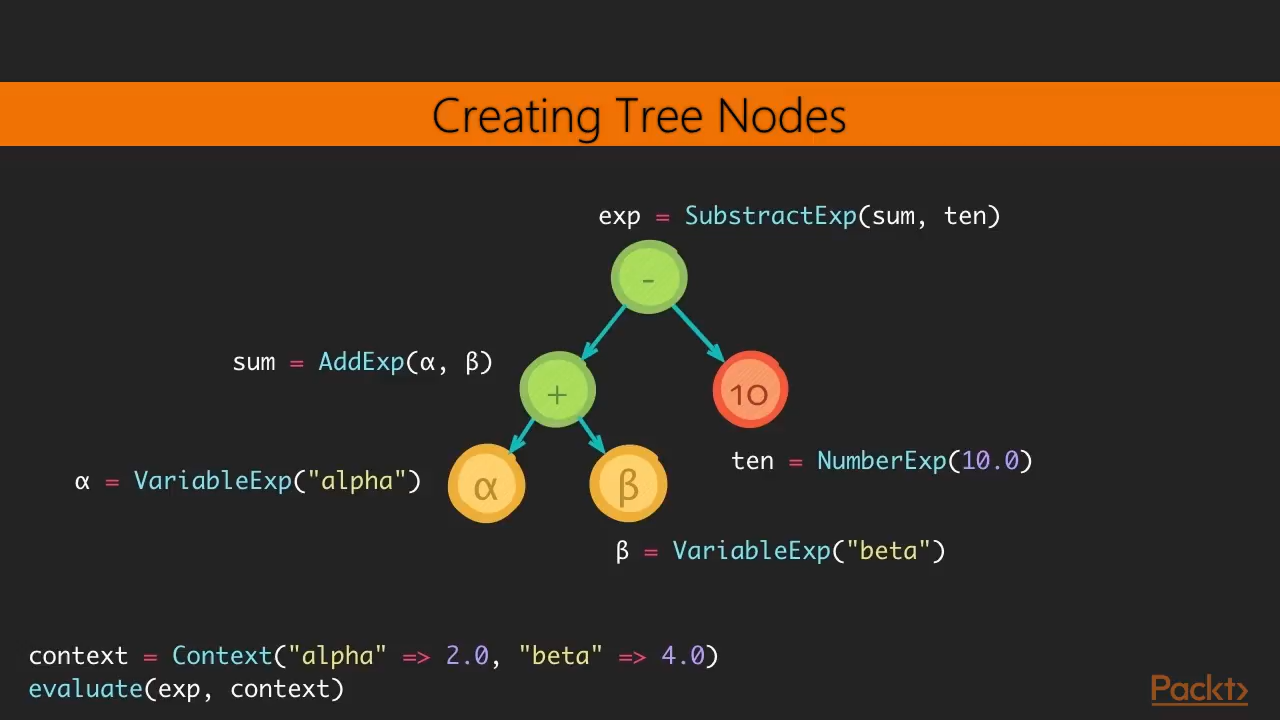 Creating Tree Nodes
exp = SubstractExp(sum, ten)
-
sum = AddExp(α, β)
+
10
ten = NumberExp(10.0)
α = VariableExp("alpha")
α
β
β = VariableExp("beta")
context = Context("alpha" => 2.0, "beta" => 4.0)
evaluate(exp, context)
Packt>